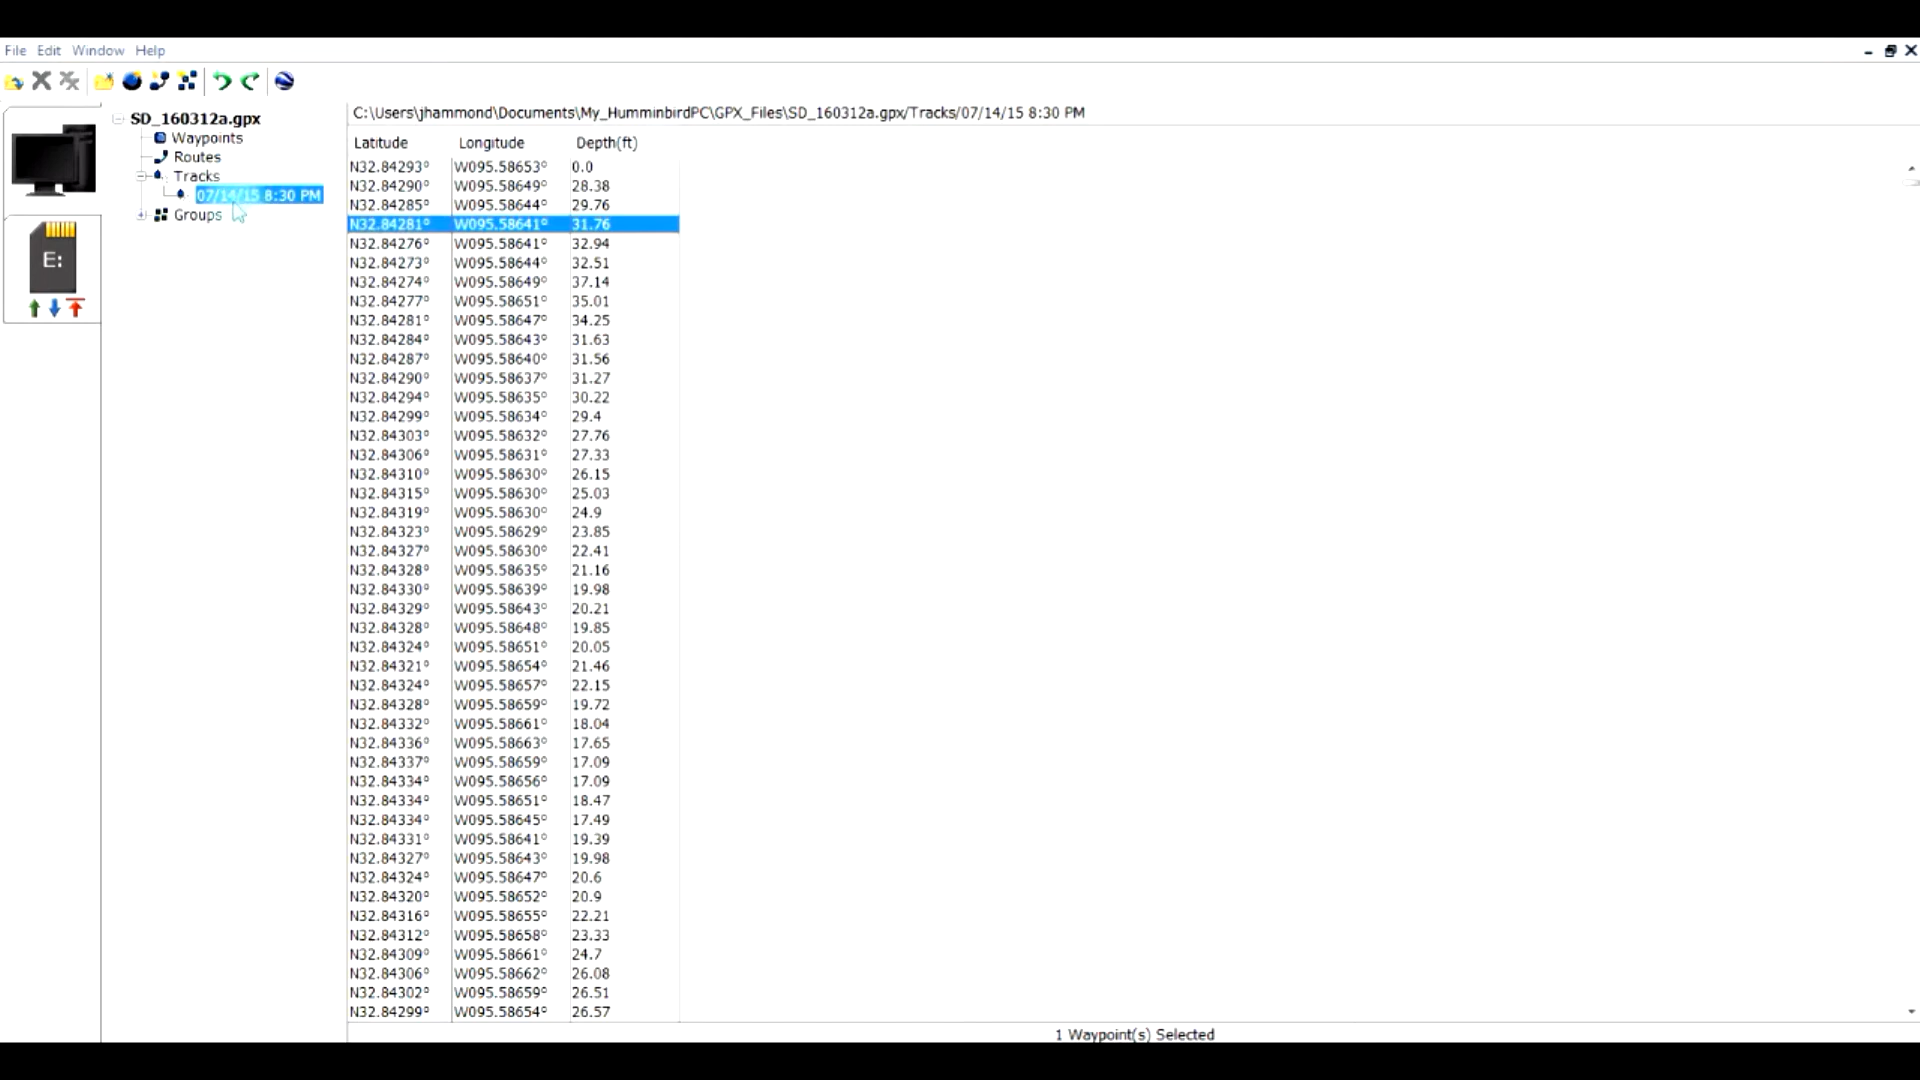 File Edit Window Help
E:
SD_160312a.gpx
Waypoints
Routes
Tracks
07/14/15 8:30 PM
Groups
C:\Users\jhammond\Documents\My_HumminbirdPC\GPX_Files\SD_160312a.gpx/Tracks/07/14/15 8:30 PM
Latitude Longitude Depth(ft)
N32.84293° W095.58653° 0.0
N32.84290° W095.58649° 28.38
N32.84285° W095.58644° 29.76
N32.84281° W095.58641° 31.76
N32.84276° W095.58641° 32.94
N32.84273° W095.58644° 32.51
N32.84274° W095.58649° 37.14
N32.84277° W095.58651° 35.01
N32.84281° W095.58647° 34.25
N32.84284° W095.58643° 31.63
N32.84287° W095.58640° 31.56
N32.84290° W095.58637° 31.27
N32.84294° W095.58635° 30.22
N32.84299° W095.58634° 29.4
N32.84303° W095.58632° 27.76
N32.84306° W095.58631° 27.33
N32.84310° W095.58630° 26.15
N32.84315° W095.58630° 25.03
N32.84319° W095.58630° 24.9
N32.84323° W095.58629° 23.85
N32.84327° W095.58630° 22.41
N32.84328° W095.58635° 21.16
N32.84330° W095.58639° 19.98
N32.84329° W095.58643° 20.21
N32.84328° W095.58648° 19.85
N32.84324° W095.58651° 20.05
N32.84321° W095.58654° 21.46
N32.84324° W095.58657° 22.15
N32.84328° W095.58659° 19.72
N32.84332° W095.58661° 18.04
N32.84336° W095.58663° 17.65
N32.84337° W095.58659° 17.09
N32.84334° W095.58656° 17.09
N32.84334° W095.58651° 18.47
N32.84334° W095.58645° 17.49
N32.84331° W095.58641° 19.39
N32.84327° W095.58643° 19.98
N32.84324° W095.58647° 20.6
N32.84320° W095.58652° 20.9
N32.84316° W095.58655° 22.21
N32.84312° W095.58658° 23.33
N32.84309° W095.58661° 24.7
N32.84306° W095.58662° 26.08
N32.84302° W095.58659° 26.51
N32.84299° W095.58654° 26.57
1 Waypoint(s) Selected